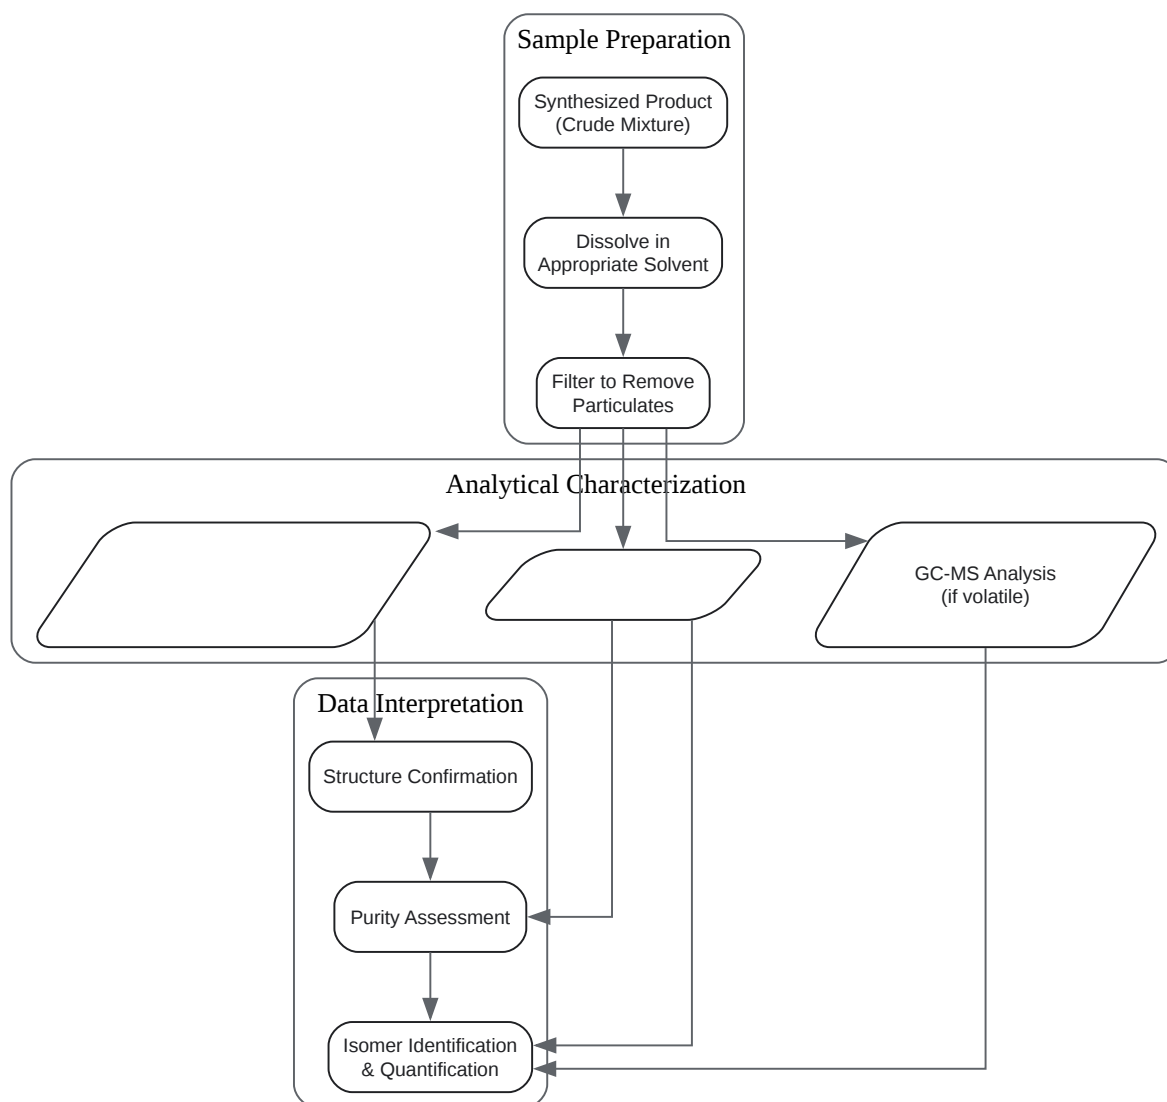 Sample Preparation
Synthesized Product
(Crude Mixture)
Dissolve in
Appropriate Solvent
Filter to Remove
Particulates
Analytical Characterization
GC-MS Analysis
(if volatile)
Data Interpretation
Structure Confirmation
Purity Assessment
Isomer Identification
& Quantification